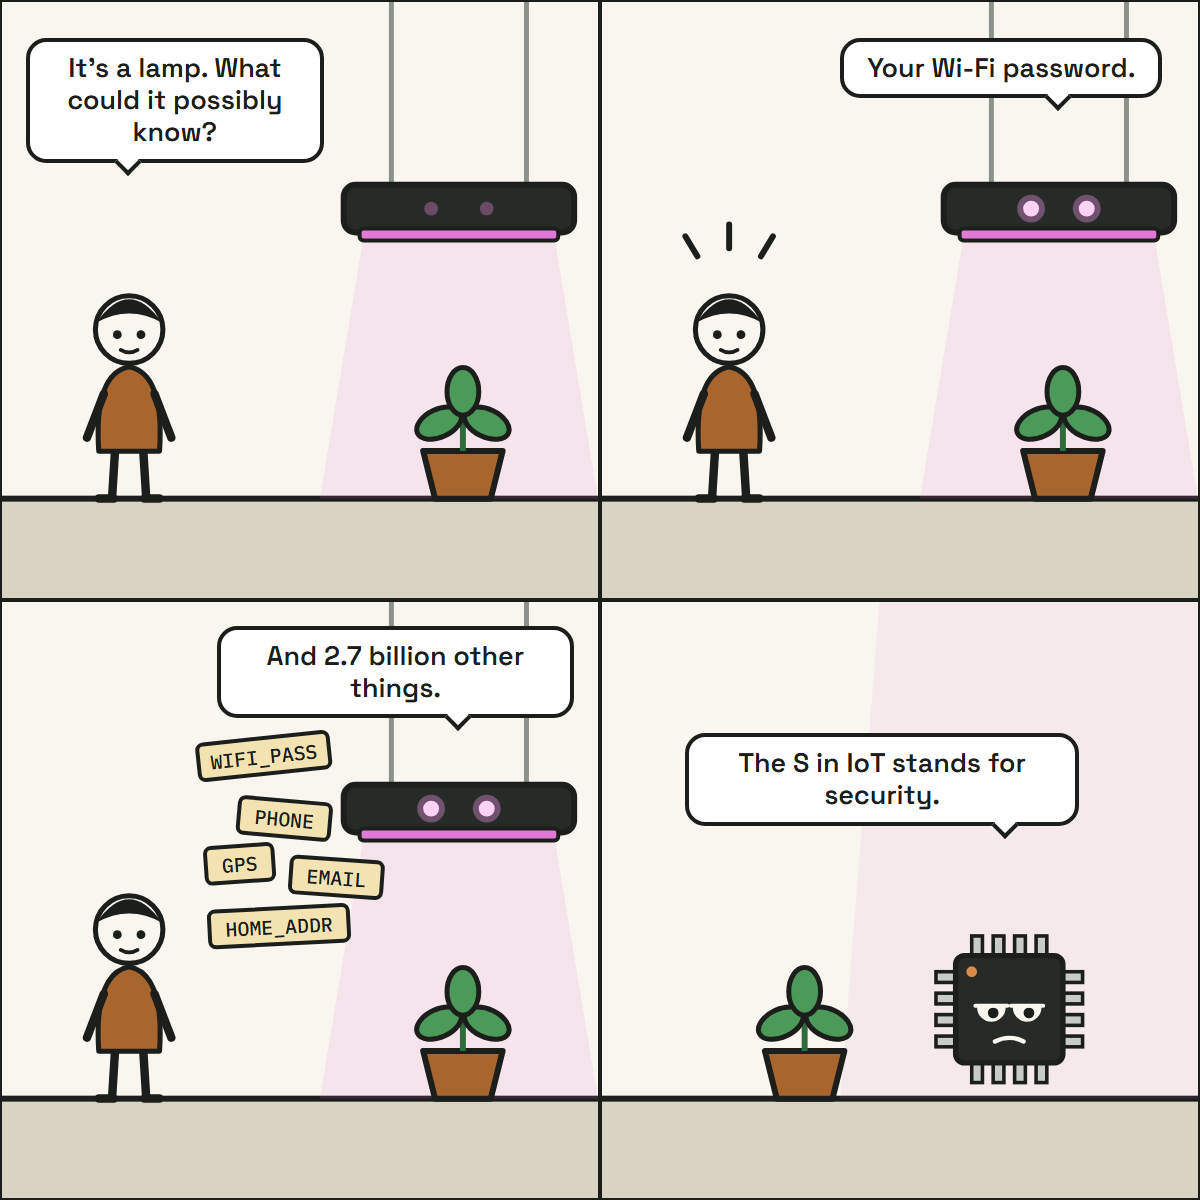 It's a lamp. What
could it possibly
know?
Your Wi-Fi password.
And 2.7 billion other
things.
WIFI_PASS
PHONE
GPS
EMAIL
HOME_ADDR
The S in IoT stands for
security.